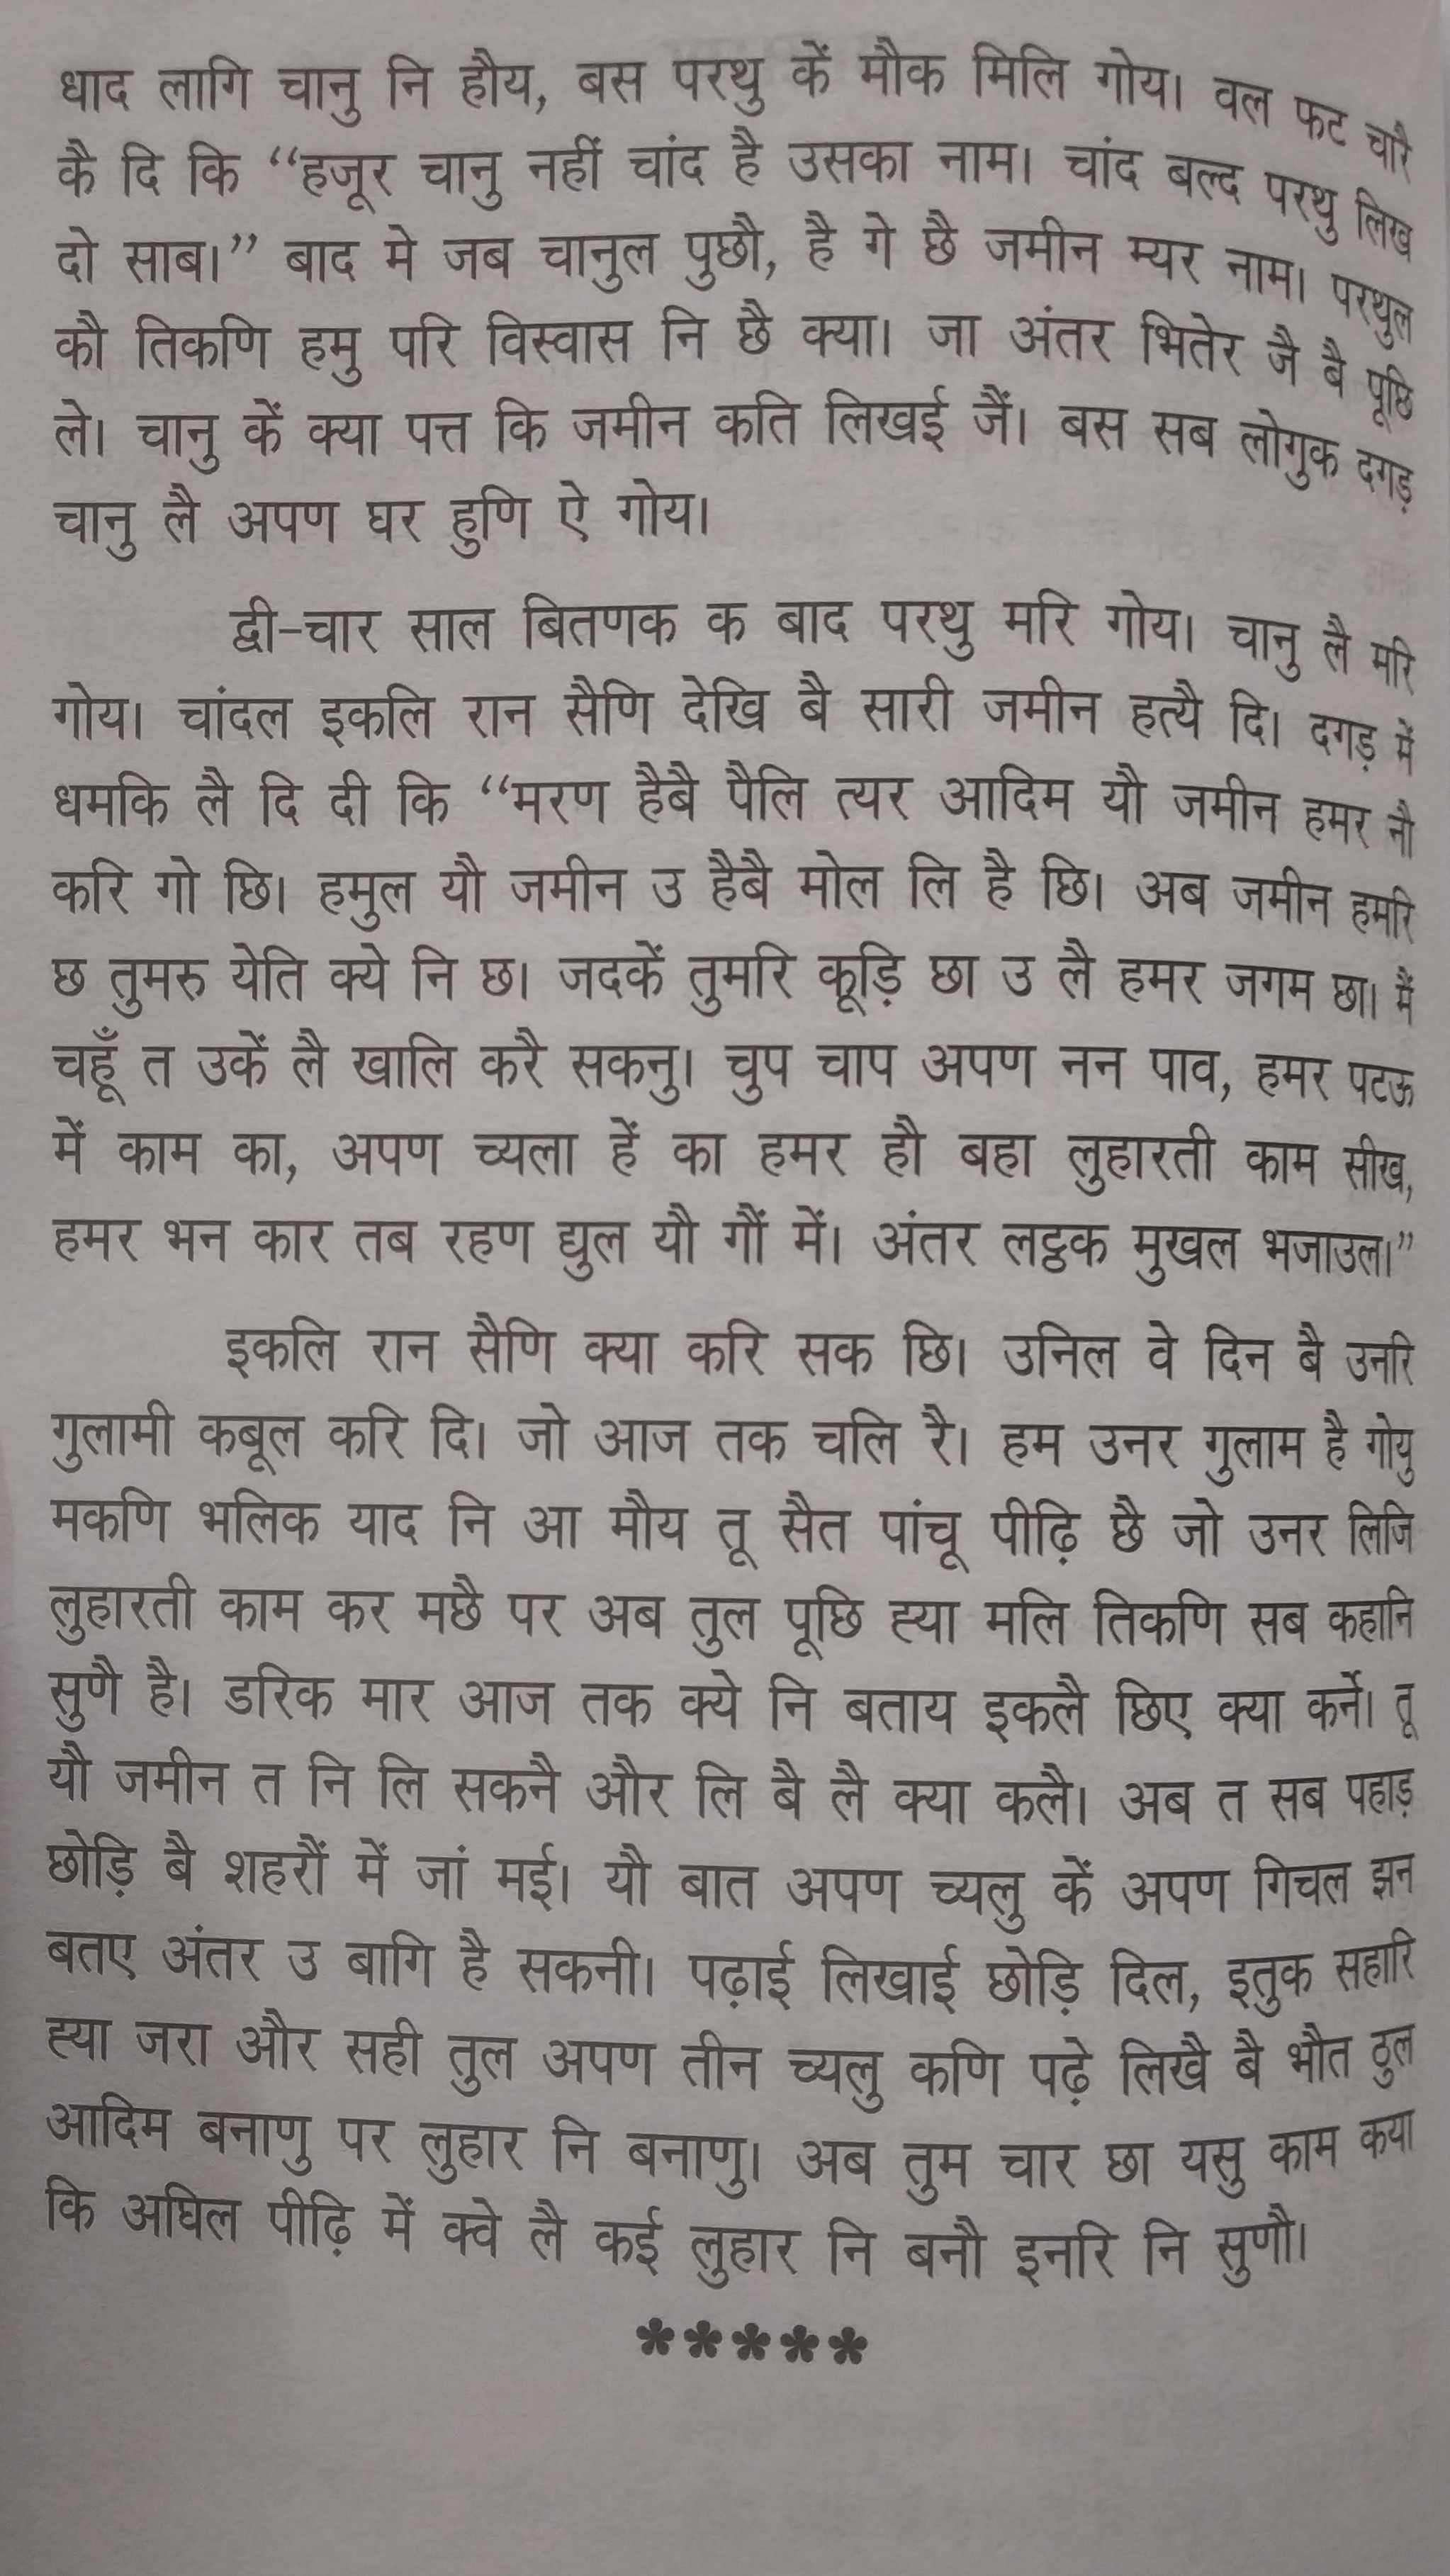 धाद लागि चानु नि हौय, बस परथु कें मौक मिलि गोय। वल फट चारै
कै दि कि “हजूर चानु नहीं चांद है उसका नाम। चांद बल्द परथु लिख
दो साब।” बाद मे जब चानुल पुछौ, है गे छै जमीन म्यर नाम। परथुल
कौ तिकणि हमु परि विस्वास नि छै क्या। जा अंतर भितेर जै बै पूछि
ले। चानु कें क्या पत्त कि जमीन कति लिखई जैं। बस सब लोगुक दगड़
चानु लै अपण घर हुणि ऐ गोय।
द्वी-चार साल बितणक क बाद परथु मरि गोय। चानु लै मरि
गोय। चांदल इकलि रान सैणि देखि बै सारी जमीन हत्यै दि। दगड़ में
धमकि लै दि दी कि “मरण हैबै पैलि त्यर आदिम यौ जमीन हमर नौ
करि गो छि। हमुल यौ जमीन उ हैबै मोल लि है छि। अब जमीन हमरि
छ तुमरु येति क्ये नि छ। जदकें तुमरि कूड़ि छा उ लै हमर जगम छा। मैं
चहूँ त उकें लै खालि करै सकनु। चुप चाप अपण नन पाव, हमर पटऊ
में काम का, अपण च्यला हें का हमर हौ बहा लुहारती काम सीख,
हमर भन कार तब रहण द्युल यौ गौं में। अंतर लट्ठक मुखल भजाउल।”
इकलि रान सैणि क्या करि सक छि। उनिल वे दिन बै उनरि
गुलामी कबूल करि दि। जो आज तक चलि रै। हम उनर गुलाम है गोयु
मकणि भलिक याद नि आ मौय तू सैत पांचू पीढ़ि छै जो उनर लिजि
लुहारती काम कर मछै पर अब तुल पूछि ह्या मलि तिकणि सब कहानि
सुणै है। डरिक मार आज तक क्ये नि बताय इकलै छिए क्या कर्ने। तू
यौ जमीन त नि लि सकनै और लि बै लै क्या कलै। अब त सब पहाड़
छोड़ि बै शहरौं में जां मई। यौ बात अपण च्यलु कें अपण गिचल झन
बतए अंतर उ बागि है सकनी। पढ़ाई लिखाई छोड़ि दिल, इतुक सहारि
ह्या जरा और सही तुल अपण तीन च्यलु कणि पढ़े लिखै बै भौत ठुल
आदिम बनाणु पर लुहार नि बनाणु। अब तुम चार छा यसु काम कया
कि अघिल पीढ़ि में क्वे लै कई लुहार नि बनौ इनरि नि सुणौ।
*****